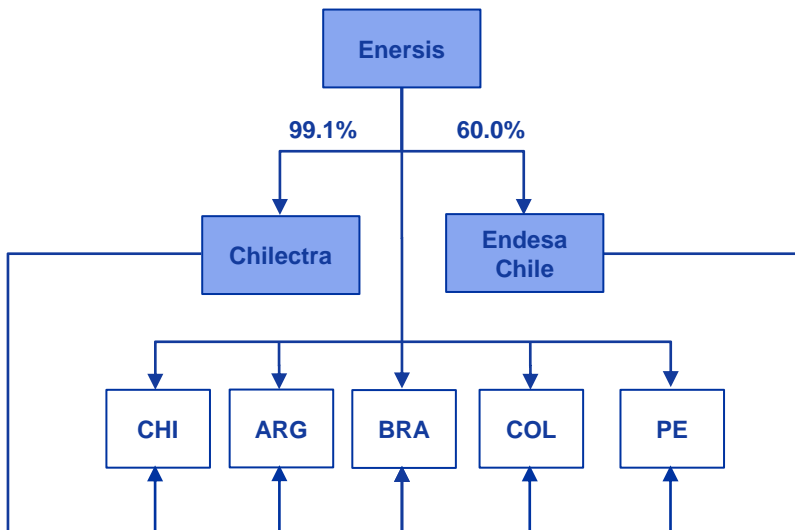 Enersis
99.1%
60.0%
Chilectra
Endesa
Chile
CHI
ARG
BRA
COL
PE